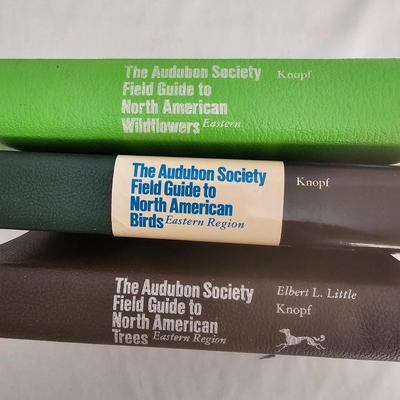 The Audubon Society
Field Guide to
North American
Wildflowers Eastern
Knopf
The Audubon Society
Field Guide to
North American
Birds Eastern Region
Knopf
The Audubon Society
Field Guide to
North American
Trees Eastern Region
Elbert L. Little
Knopf